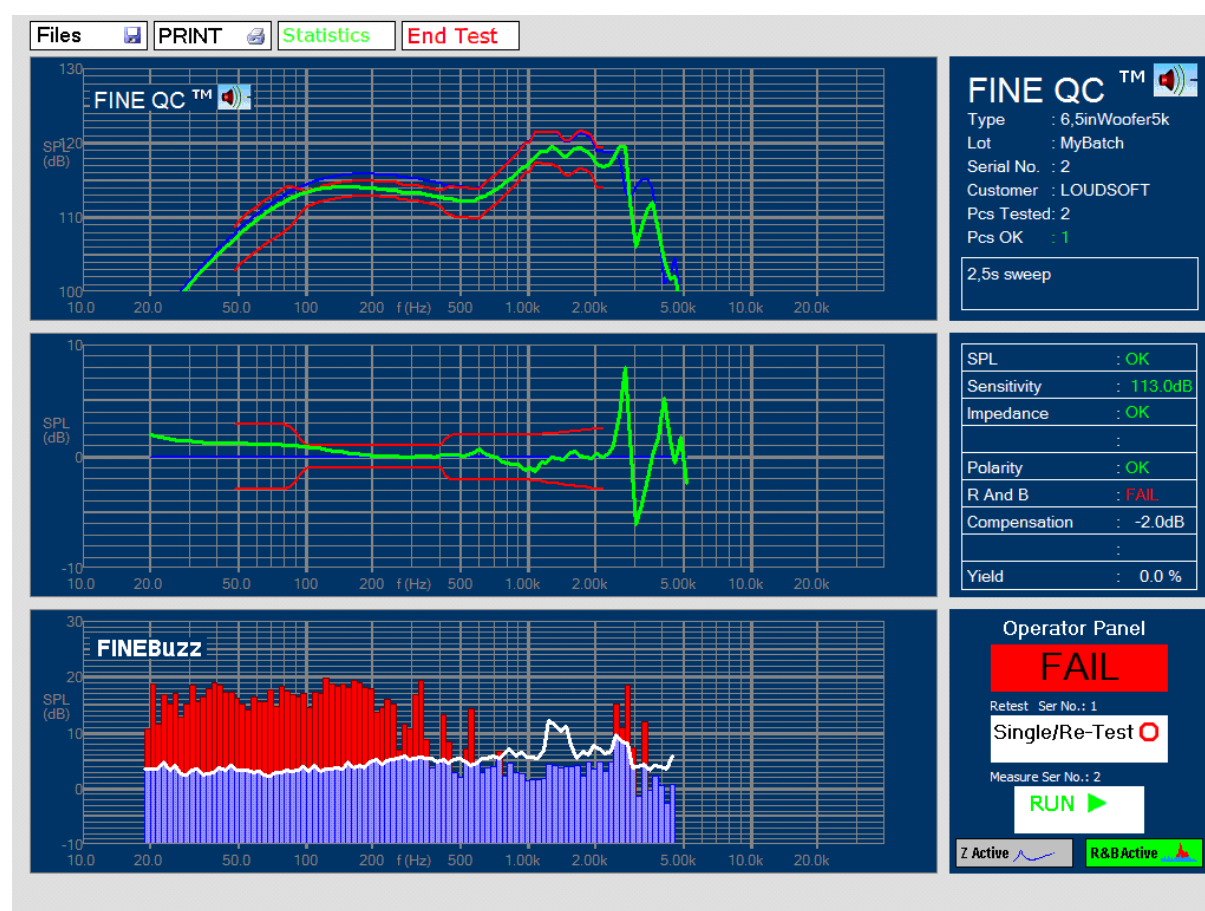 Files PRINT Statistics End Test
130
FINE QC ™
SPL 120
(dB)
110
100
10.0 20.0 50.0 100 200 f (Hz) 500 1.00k 2.00k 5.00k 10.0k 20.0k
FINE QC ™
Type : 6,5inWoofer5k
Lot : MyBatch
Serial No. : 2
Customer : LOUDSOFT
Pcs Tested: 2
Pcs OK : 1
2,5s sweep
10
SPL
(dB)
0
-10
10.0 20.0 50.0 100 200 f (Hz) 500 1.00k 2.00k 5.00k 10.0k 20.0k
SPL : OK
Sensitivity : 113.0dB
Impedance : OK
:
Polarity : OK
R And B : FAIL
Compensation : -2.0dB
:
Yield : 0.0 %
30
FINEBuzz
20
SPL
(dB)
10
0
-10
10.0 20.0 50.0 100 200 f (Hz) 500 1.00k 2.00k 5.00k 10.0k 20.0k
Operator Panel
FAIL
Retest Ser No.: 1
Single/Re-Test
Measure Ser No.: 2
RUN
Z Active R&B Active